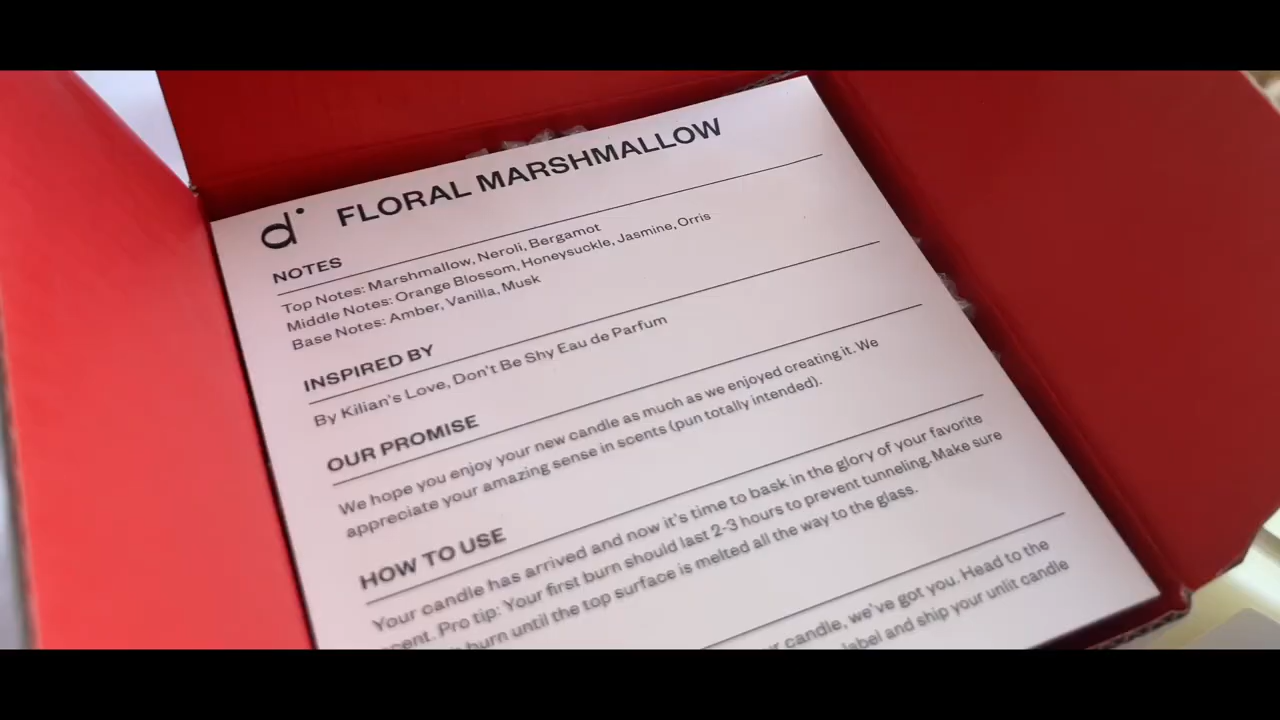 d
FLORAL MARSHMALLOW
NOTES
Top Notes: Marshmallow, Neroli, Bergamot
Middle Notes: Orange Blossom, Honeysuckle, Jasmine, Orris
Base Notes: Amber, Vanilla, Musk
INSPIRED BY
By Kilian's Love, Don't Be Shy Eau de Parfum
OUR PROMISE
We hope you enjoy your new candle as much as we enjoyed creating it. We
appreciate your amazing sense in scents (pun totally intended).
HOW TO USE
Your candle has arrived and now it's time to bask in the glory of your favorite
scent. Pro tip: Your first burn should last 2-3 hours to prevent tunneling. Make sure
burn until the top surface is melted all the way to the glass.
candle, we've got you. Head to the
label and ship your unlit candle